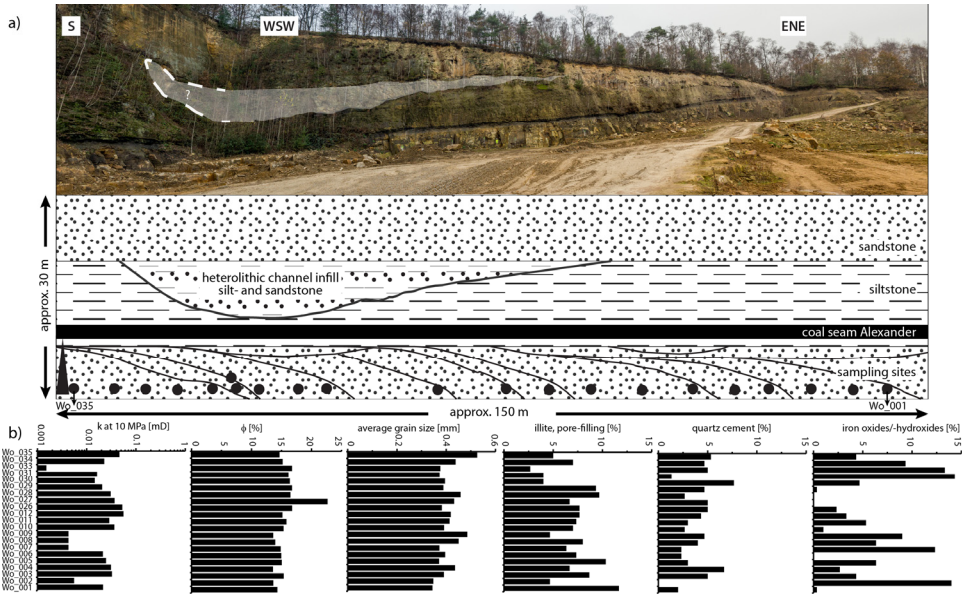 a)
S
WSW
ENE
?
approx. 30 m
sandstone
heterolithic channel infill
silt- and sandstone
siltstone
coal seam Alexander
sampling sites
Wo_035
approx. 150 m
Wo_001
b)
k at 10 MPa [mD]
ϕ [%]
average grain size [mm]
illite, pore-filling [%]
quartz cement [%]
iron oxides/-hydroxides [%]
0.0001 0.01 1
0 5 10 15 20 25
0 0.2 0.4 0.6
0 5 10 15
0 5 10 15
0 5 10 15
Wo_035
Wo_034
Wo_033
Wo_031
Wo_030
Wo_029
Wo_028
Wo_027
Wo_026
Wo_012
Wo_011
Wo_010
Wo_009
Wo_008
Wo_007
Wo_006
Wo_005
Wo_004
Wo_003
Wo_002
Wo_001